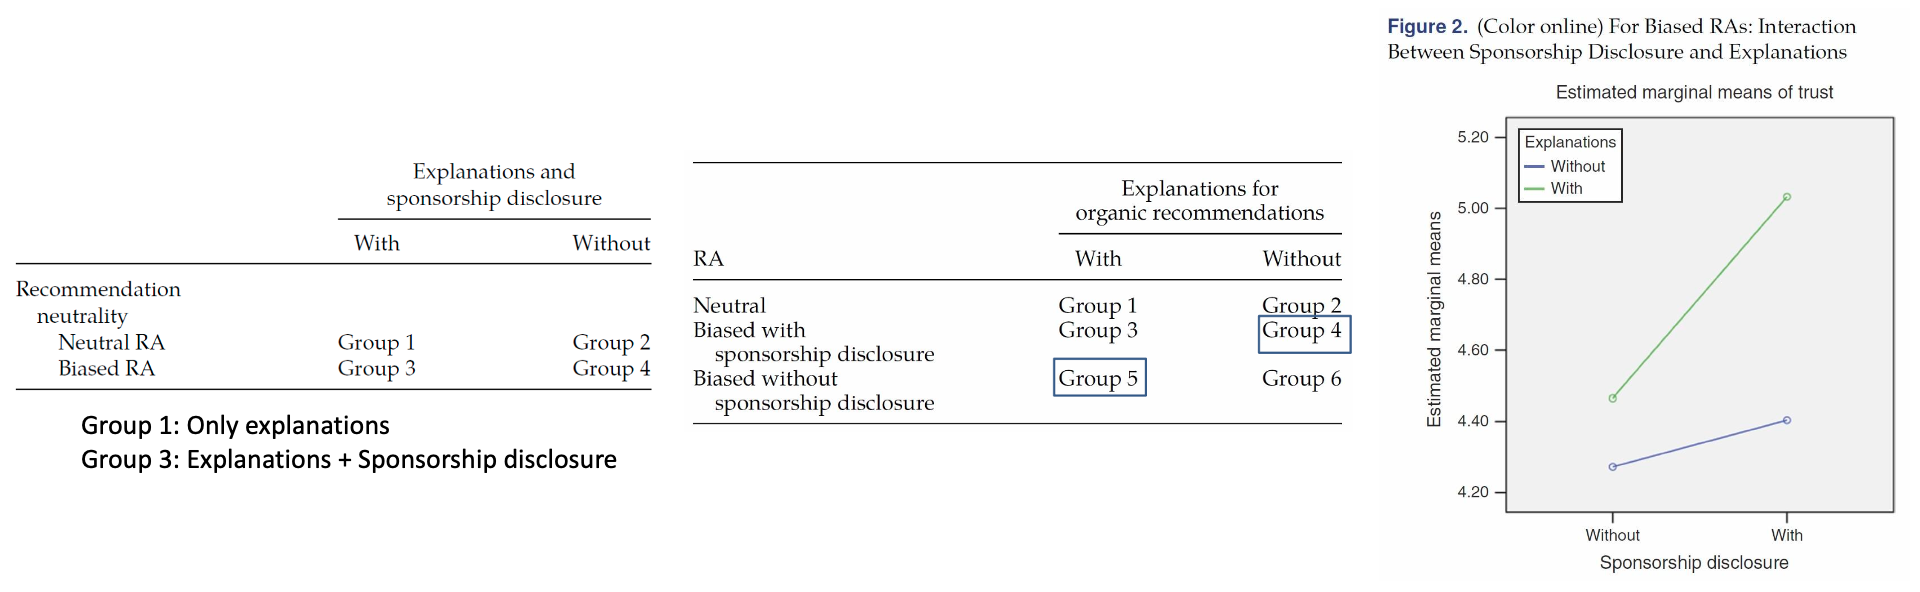 Explanations and
sponsorship disclosure
With Without
Recommendation
neutrality
Neutral RA Group 1 Group 2
Biased RA Group 3 Group 4
Group 1: Only explanations
Group 3: Explanations + Sponsorship disclosure
Explanations for
organic recommendations
RA With Without
Neutral Group 1 Group 2
Biased with Group 3 Group 4
sponsorship disclosure
Biased without Group 5 Group 6
sponsorship disclosure
Figure 2. (Color online) For Biased RAs: Interaction
Between Sponsorship Disclosure and Explanations
Estimated marginal means of trust
Explanations
Without
With
Estimated marginal means
5.20
5.00
4.80
4.60
4.40
4.20
Without With
Sponsorship disclosure